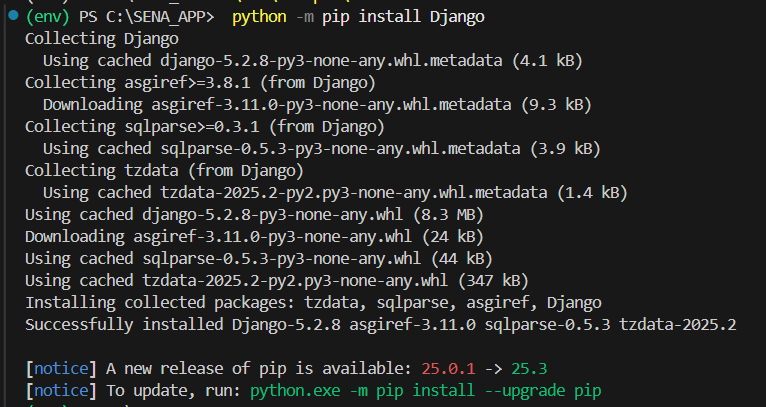 (env) PS C:\SENA_APP>  python -m pip install Django
Collecting Django
  Using cached django-5.2.8-py3-none-any.whl.metadata (4.1 kB)
Collecting asgiref>=3.8.1 (from Django)
  Downloading asgiref-3.11.0-py3-none-any.whl.metadata (9.3 kB)
Collecting sqlparse>=0.3.1 (from Django)
  Using cached sqlparse-0.5.3-py3-none-any.whl.metadata (3.9 kB)
Collecting tzdata (from Django)
  Using cached tzdata-2025.2-py2.py3-none-any.whl.metadata (1.4 kB)
Using cached django-5.2.8-py3-none-any.whl (8.3 MB)
Downloading asgiref-3.11.0-py3-none-any.whl (24 kB)
Using cached sqlparse-0.5.3-py3-none-any.whl (44 kB)
Using cached tzdata-2025.2-py2.py3-none-any.whl (347 kB)
Installing collected packages: tzdata, sqlparse, asgiref, Django
Successfully installed Django-5.2.8 asgiref-3.11.0 sqlparse-0.5.3 tzdata-2025.2
[notice] A new release of pip is available: 25.0.1 -> 25.3
[notice] To update, run: python.exe -m pip install --upgrade pip